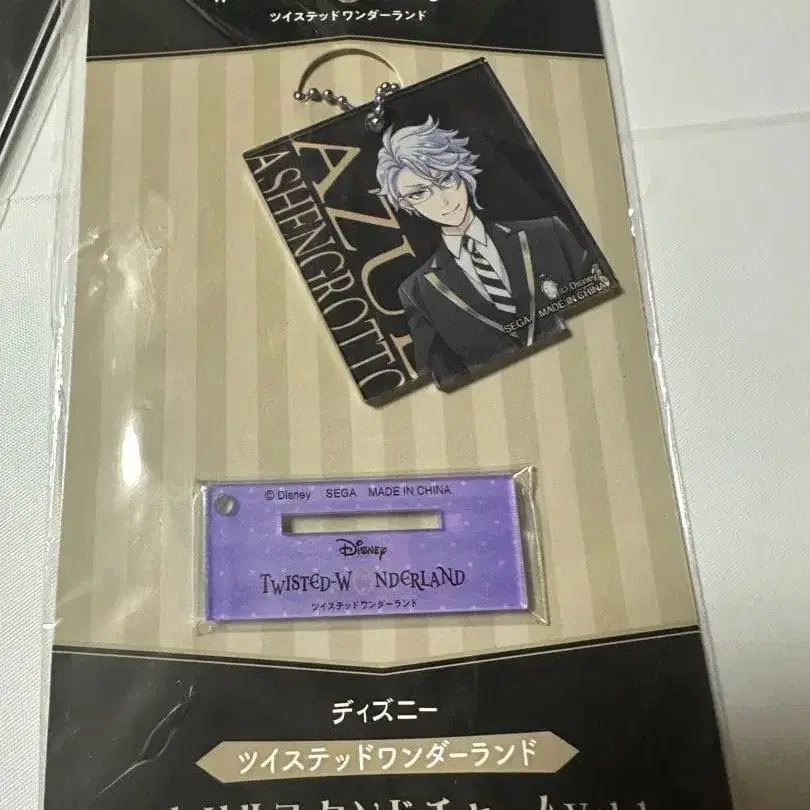 ツイステッドワンダーランド
AZUL
ASHENGROTTO
© Disney
SEGA MADE IN CHINA
© Disney SEGA MADE IN CHINA
Disney
TWISTED-WONDERLAND
ツイステッドワンダーランド
ディズニー
ツイステッドワンダーランド